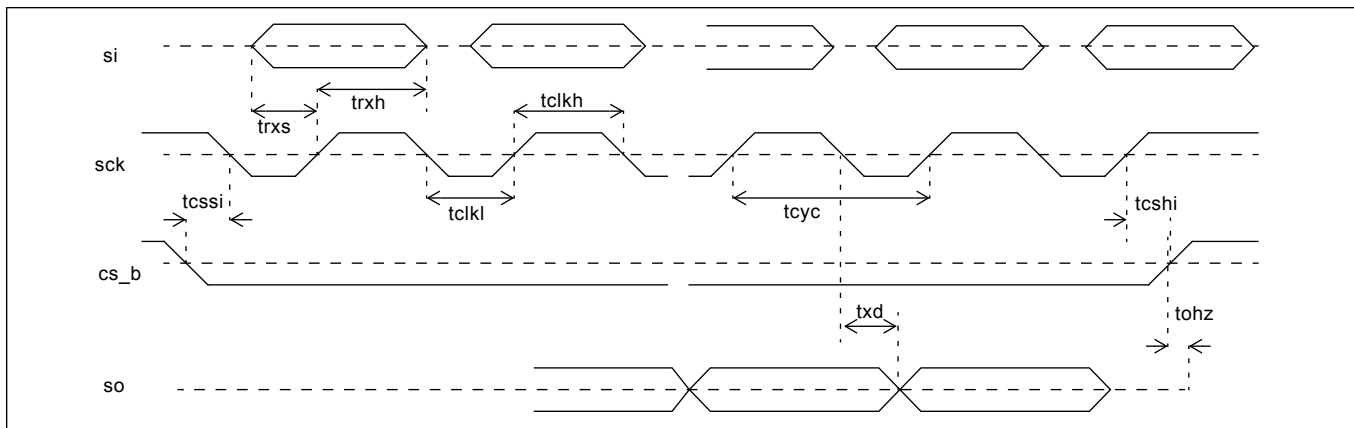 si
trxs
trxh
tclkh
sck
tcssi
tclkl
tcyc
tcshi
cs_b
txd
tohz
so